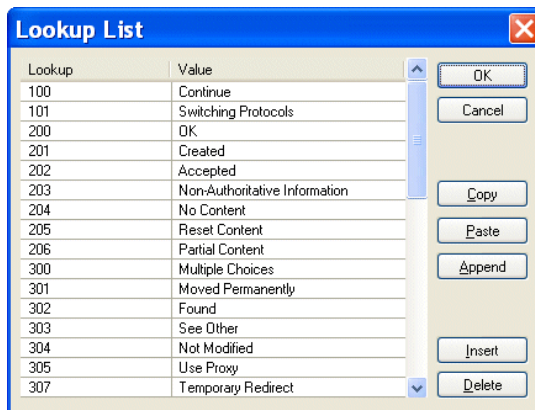 Lookup List
Lookup Value
100 Continue
101 Switching Protocols
200 OK
201 Created
202 Accepted
203 Non-Authoritative Information
204 No Content
205 Reset Content
206 Partial Content
300 Multiple Choices
301 Moved Permanently
302 Found
303 See Other
304 Not Modified
305 Use Proxy
307 Temporary Redirect
OK
Cancel
Copy
Paste
Append
Insert
Delete